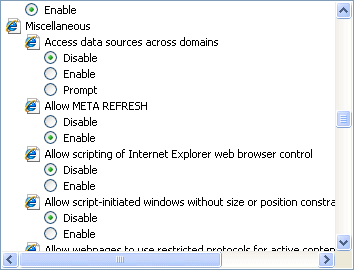 Enable
Miscellaneous
Access data sources across domains
Disable
Enable
Prompt
Allow META REFRESH
Disable
Enable
Allow scripting of Internet Explorer web browser control
Disable
Enable
Allow script-initiated windows without size or position constra
Disable
Enable
Allow webpages to use restricted protocols for active conten